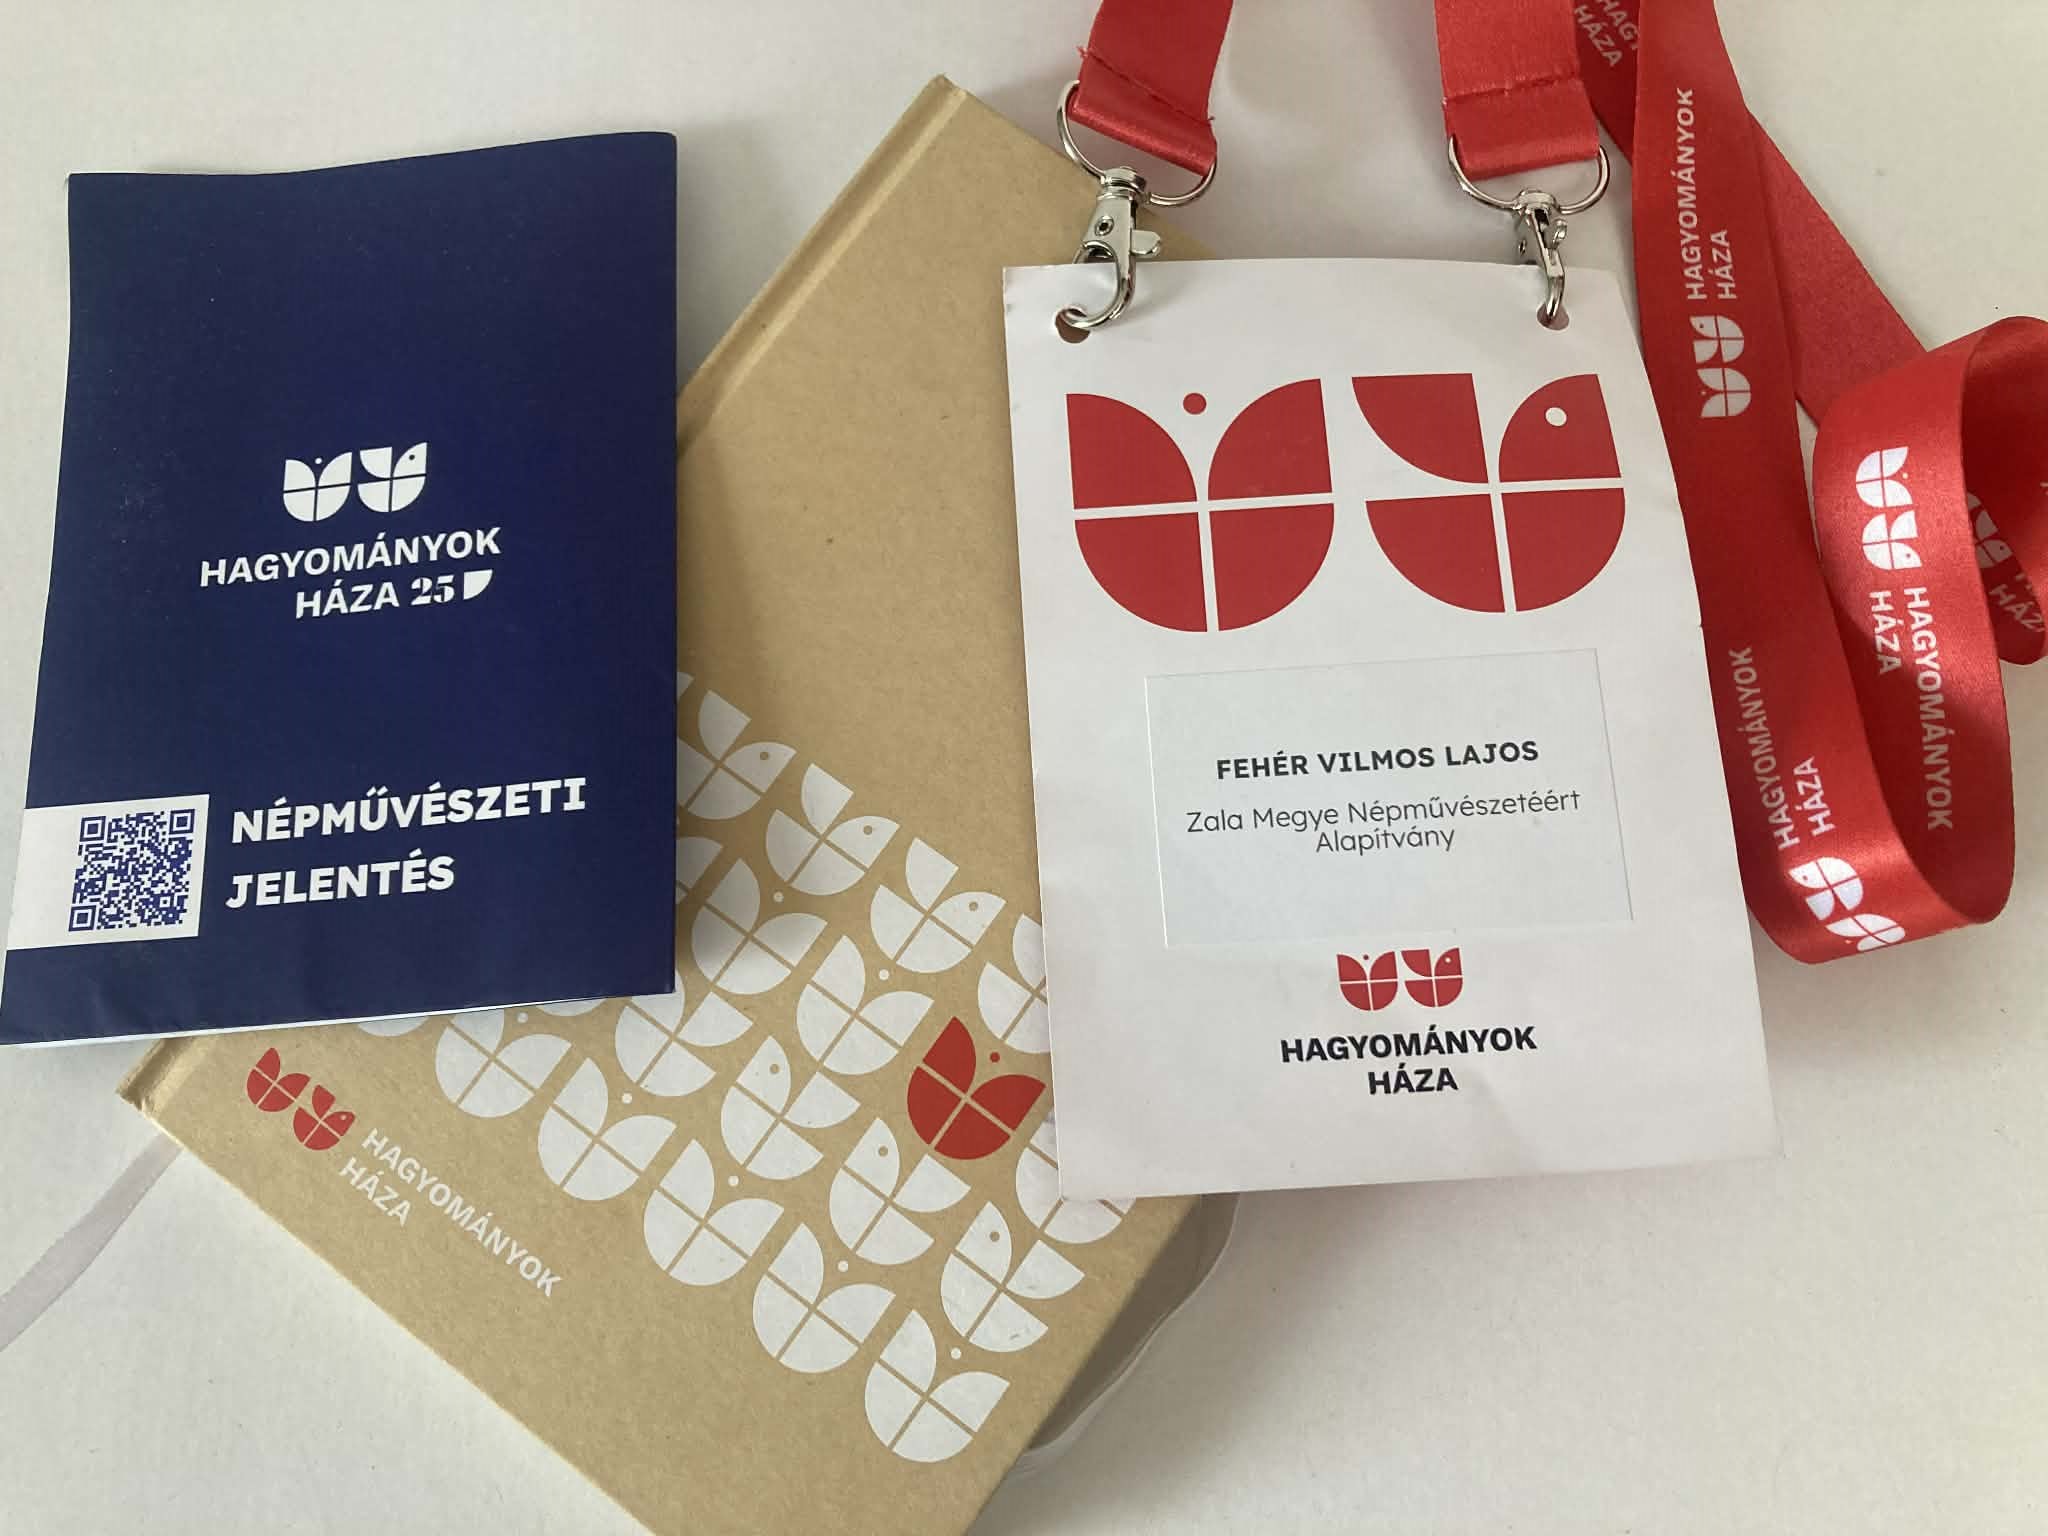 HAGYOMÁNYOK
HÁZA 25
NÉPMŰVÉSZETI
JELENTÉS
HAGYOMÁNYOK
HÁZA
FEHÉR VILMOS LAJOS
Zala Megye Népművészetéért
Alapítvány
HAGYOMÁNYOK
HÁZA
HÁZA
HAGYOMÁNYOK
HÁZA
HAGYOMÁNYOK
HÁZA
HAGYOMÁNYOK
HÁZA